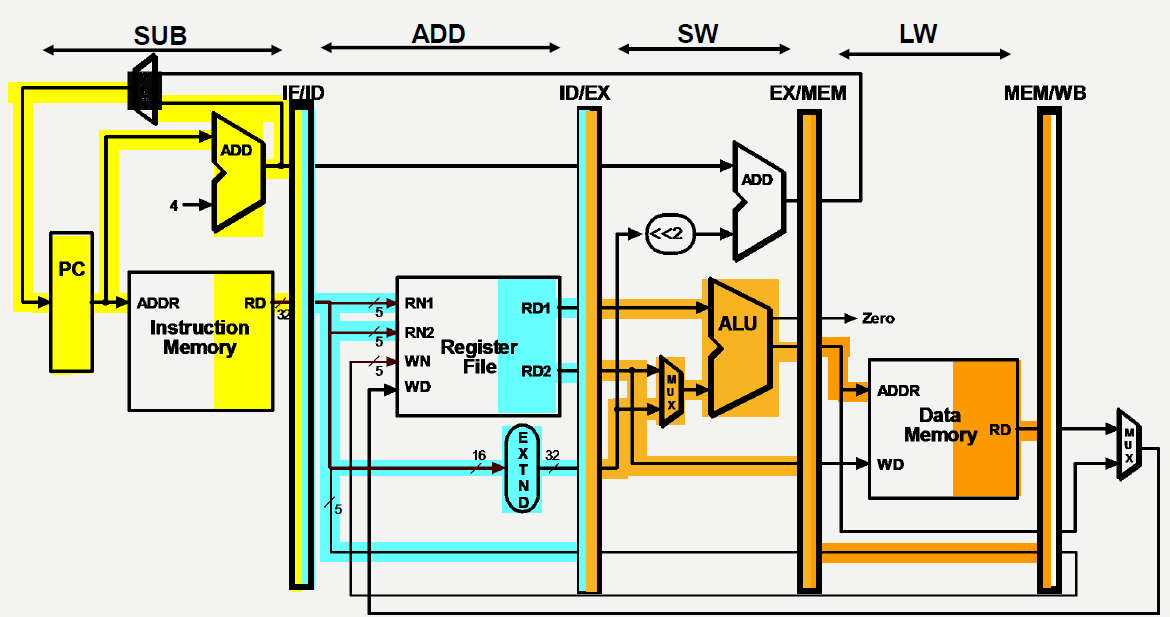 SUB
ADD
SW
LW
IF/ID
ID/EX
EX/MEM
MEM/WB
ADD
4
ADD
<<2
PC
ADDR
RD
32
Instruction
Memory
5
RN1
5
RN2
5
WN
WD
Register
File
RD1
RD2
16
EXTND
32
5
MUX
ALU
Zero
ADDR
Data
Memory
RD
WD
MUX